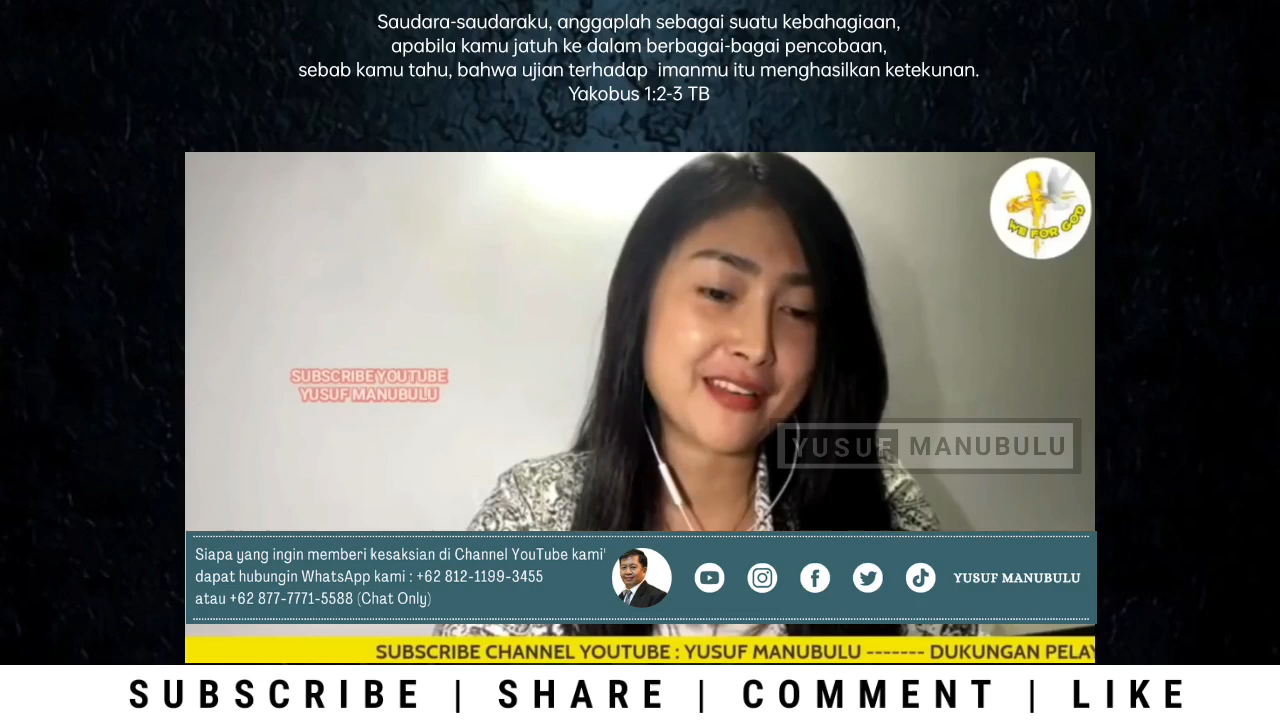 Saudara-saudaraku, anggaplah sebagai suatu kebahagiaan,
apabila kamu jatuh ke dalam berbagai-bagai pencobaan,
sebab kamu tahu, bahwa ujian terhadap  imanmu itu menghasilkan ketekunan.
Yakobus 1:2-3 TB
WE FOR GOD
SUBSCRIBE YOUTUBE
YUSUF MANUBULU
YUSUF MANUBULU
Siapa yang ingin memberi kesaksian di Channel YouTube kami'
dapat hubungin WhatsApp kami : +62 812-1199-3455
atau +62 877-7771-5588 (Chat Only)
YUSUF MANUBULU
SUBSCRIBE CHANNEL YOUTUBE : YUSUF MANUBULU ------- DUKUNGAN PELAY
SUBSCRIBE | SHARE | COMMENT | LIKE